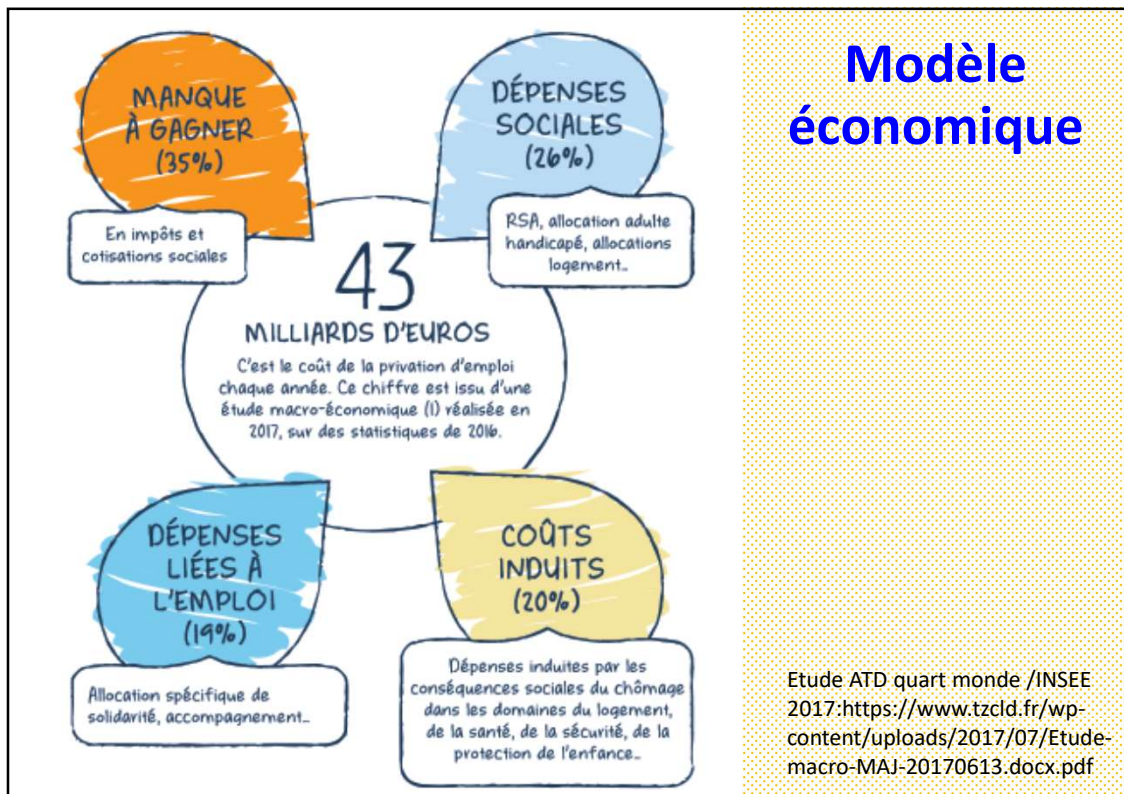 MANQUE
À GAGNER
(35%)
En impôts et
cotisations sociales
DÉPENSES
SOCIALES
(26%)
RSA, allocation adulte
handicapé, allocations
logement...
43
MILLIARDS D'EUROS
C'est le coût de la privation d'emploi
chaque année. Ce chiffre est issu d'une
étude macro-économique (1) réalisée en
2017, sur des statistiques de 2016.
DÉPENSES
LIÉES À
L'EMPLOI
(19%)
Allocation spécifique de
solidarité, accompagnement...
COÛTS
INDUITS
(20%)
Dépenses induites par les
conséquences sociales du chômage
dans les domaines du logement,
de la santé, de la sécurité, de la
protection de l'enfance...
Modèle
économique
Etude ATD quart monde /INSEE
2017:https://www.tzcld.fr/wp-
content/uploads/2017/07/Etude-
macro-MAJ-20170613.docx.pdf